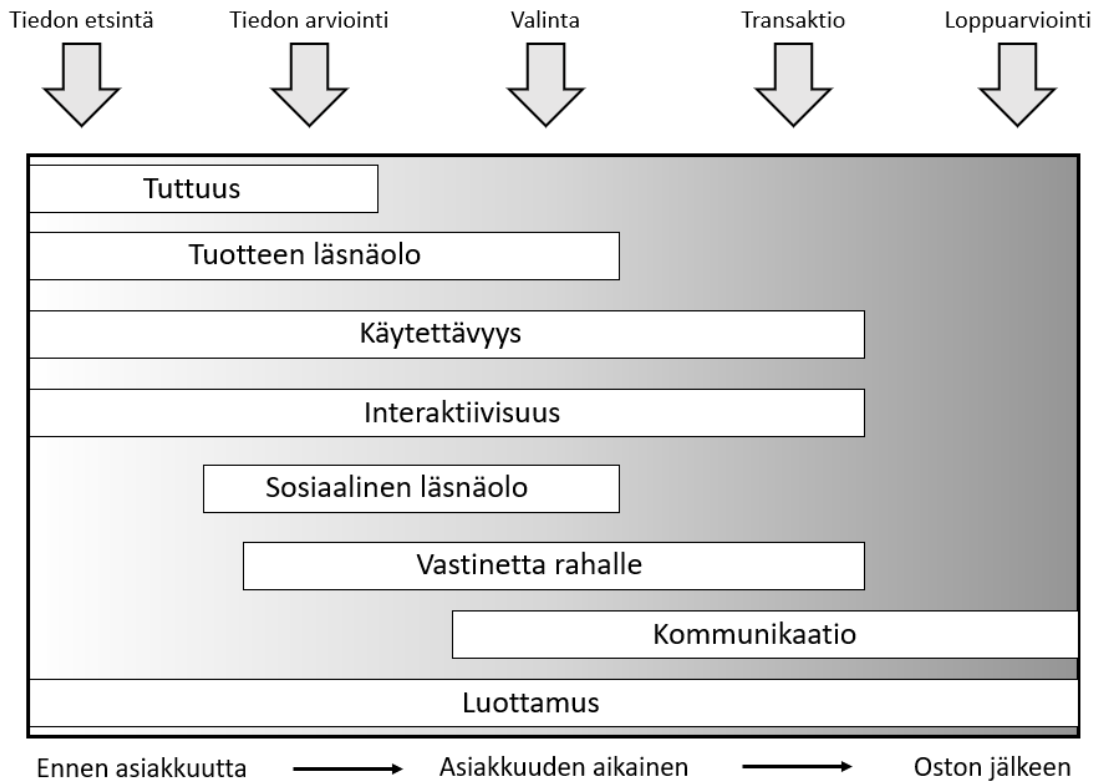 Tiedon etsintä
Tiedon arviointi
Valinta
Transaktio
Loppuarviointi
Tuttuus
Tuotteen läsnäolo
Käytettävyys
Interaktiivisuus
Sosiaalinen läsnäolo
Vastinetta rahalle
Kommunikaatio
Luottamus
Ennen asiakkuutta
Asiakkuuden aikainen
Oston jälkeen